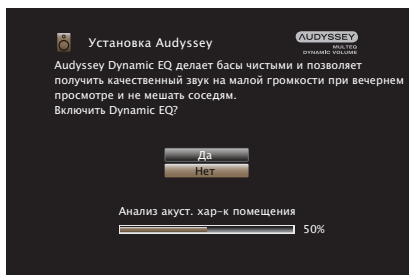 Установка Audyssey
AUDYSSEY
MULTEQ
DYNAMIC VOLUME
Audyssey Dynamic EQ делает басы чистыми и позволяет
получить качественный звук на малой громкости при вечернем
просмотре и не мешать соседям.
Включить Dynamic EQ?
Да
Нет
Анализ акуст. хар-к помещения
50%